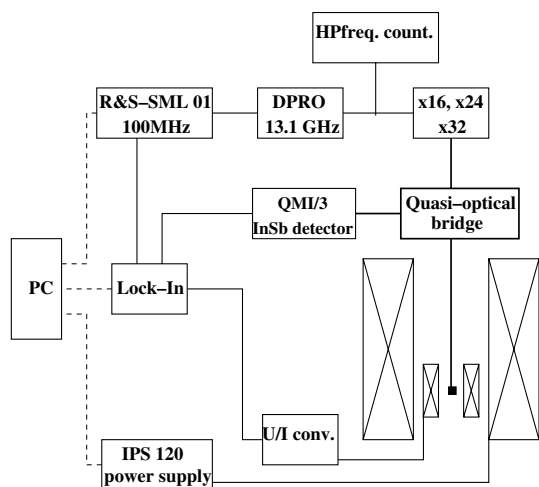 HPfreq. count.
R&S–SML 01
100MHz
DPRO
13.1 GHz
x16, x24
x32
QMI/3
InSb detector
Quasi–optical
bridge
PC
Lock–In
U/I conv.
IPS 120
power supply